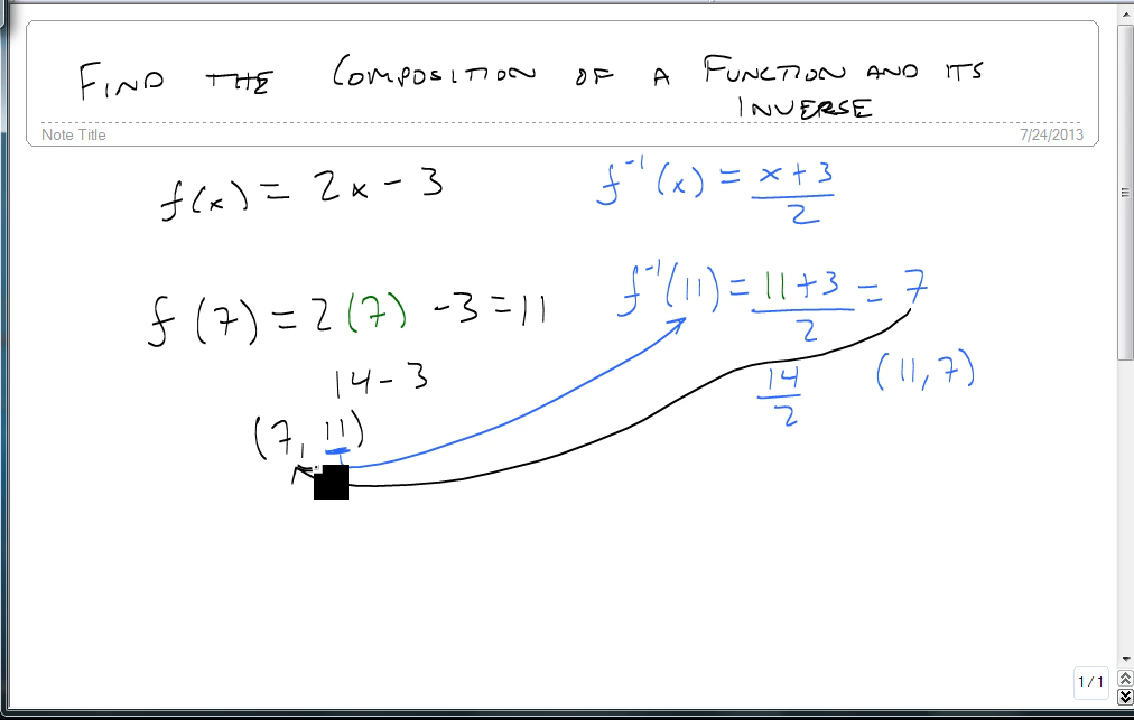 FIND THE COMPOSITION OF A FUNCTION AND ITS
INVERSE
Note Title
7/24/2013
f(x) = 2x - 3
f⁻¹(x) = x+3
2
f(7) = 2(7) -3 = 11
f⁻¹(11) = 11+3 = 7
2
14 - 3
14
2
(11, 7)
(7, 11)
1 / 1